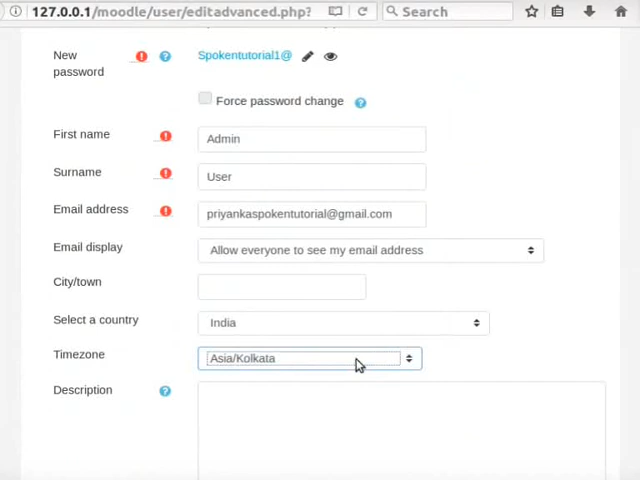 127.0.0.1/moodle/user/editadvanced.php?
Search
New password
Spokentutorial1@
Force password change
First name
Admin
Surname
User
Email address
priyankaspokentutorial@gmail.com
Email display
Allow everyone to see my email address
City/town
Select a country
India
Timezone
Asia/Kolkata
Description